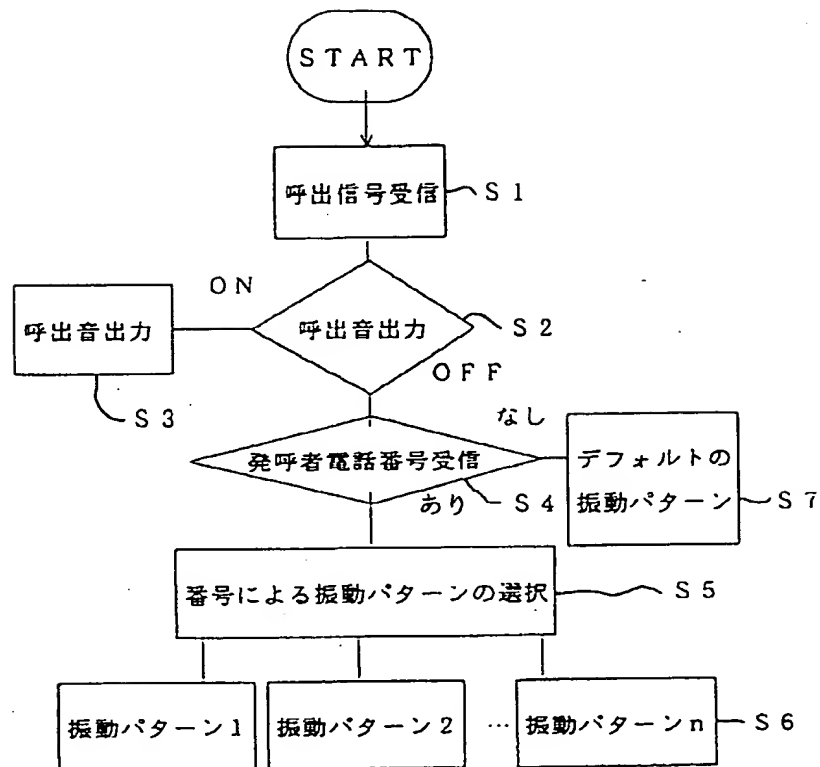 START
呼出信号受信
S1
ON
呼出音出力
呼出音出力
S2
OFF
S3
なし
発呼者電話番号受信
デフォルトの
振動パターン
あり
S4
S7
番号による振動パターンの選択
S5
振動パターン1
振動パターン2
…
振動パターンn
S6